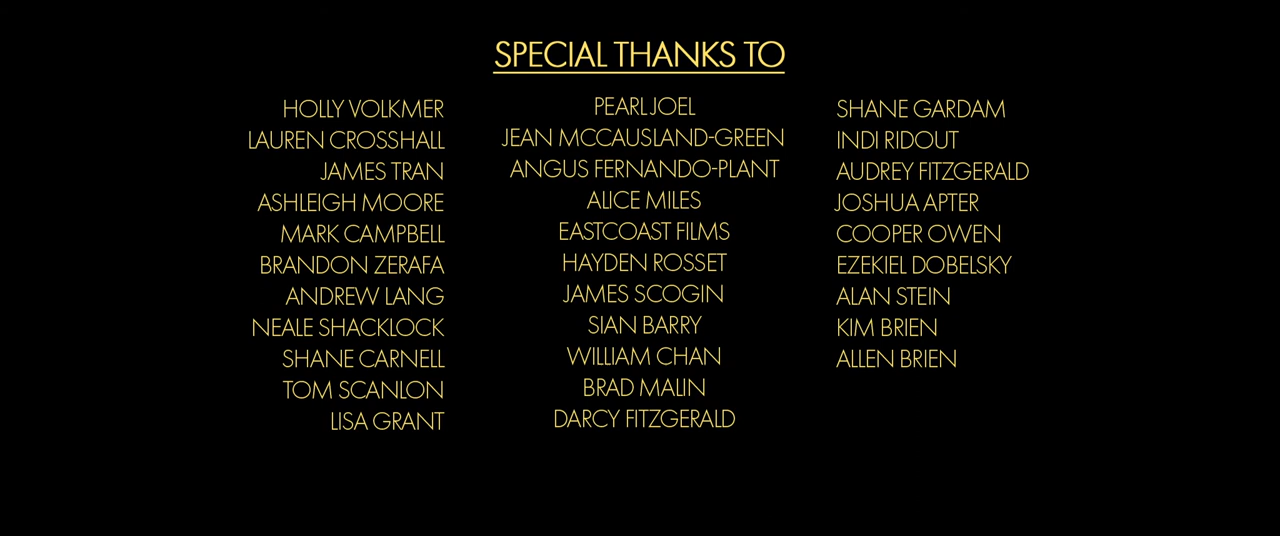 SPECIAL THANKS TO
HOLLY VOLKMER
LAUREN CROSSHALL
JAMES TRAN
ASHLEIGH MOORE
MARK CAMPBELL
BRANDON ZERAFA
ANDREW LANG
NEALE SHACKLOCK
SHANE CARNELL
TOM SCANLON
LISA GRANT
PEARL JOEL
JEAN MCCAUSLAND-GREEN
ANGUS FERNANDO-PLANT
ALICE MILES
EASTCOAST FILMS
HAYDEN ROSSET
JAMES SCOGIN
SIAN BARRY
WILLIAM CHAN
BRAD MALIN
DARCY FITZGERALD
SHANE GARDAM
INDI RIDOUT
AUDREY FITZGERALD
JOSHUA APTER
COOPER OWEN
EZEKIEL DOBELSKY
ALAN STEIN
KIM BRIEN
ALLEN BRIEN